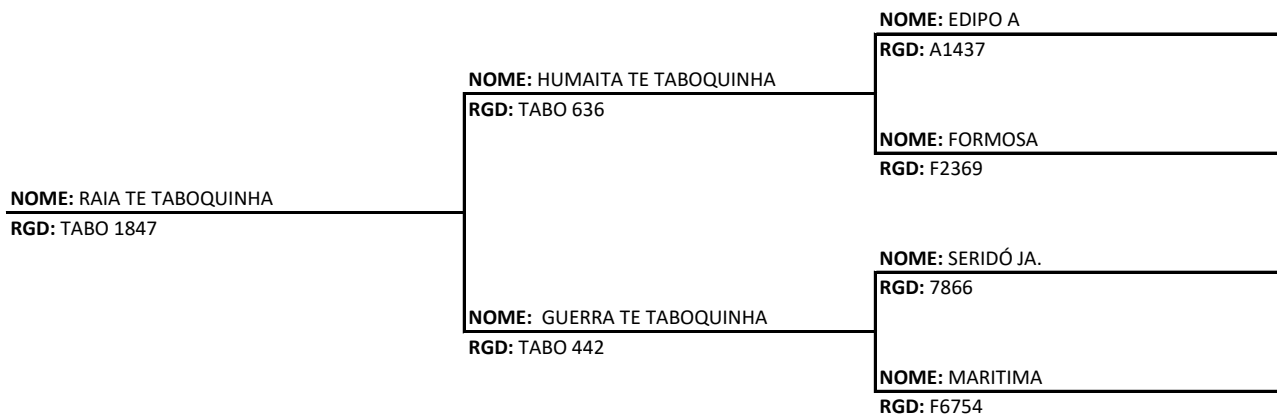 NOME: EDIPO A
RGD: A1437
NOME: HUMAITA TE TABOQUINHA
RGD: TABO 636
NOME: FORMOSA
RGD: F2369
NOME: RAIA TE TABOQUINHA
RGD: TABO 1847
NOME: SERIDÓ JA.
RGD: 7866
NOME: GUERRA TE TABOQUINHA
RGD: TABO 442
NOME: MARITIMA
RGD: F6754